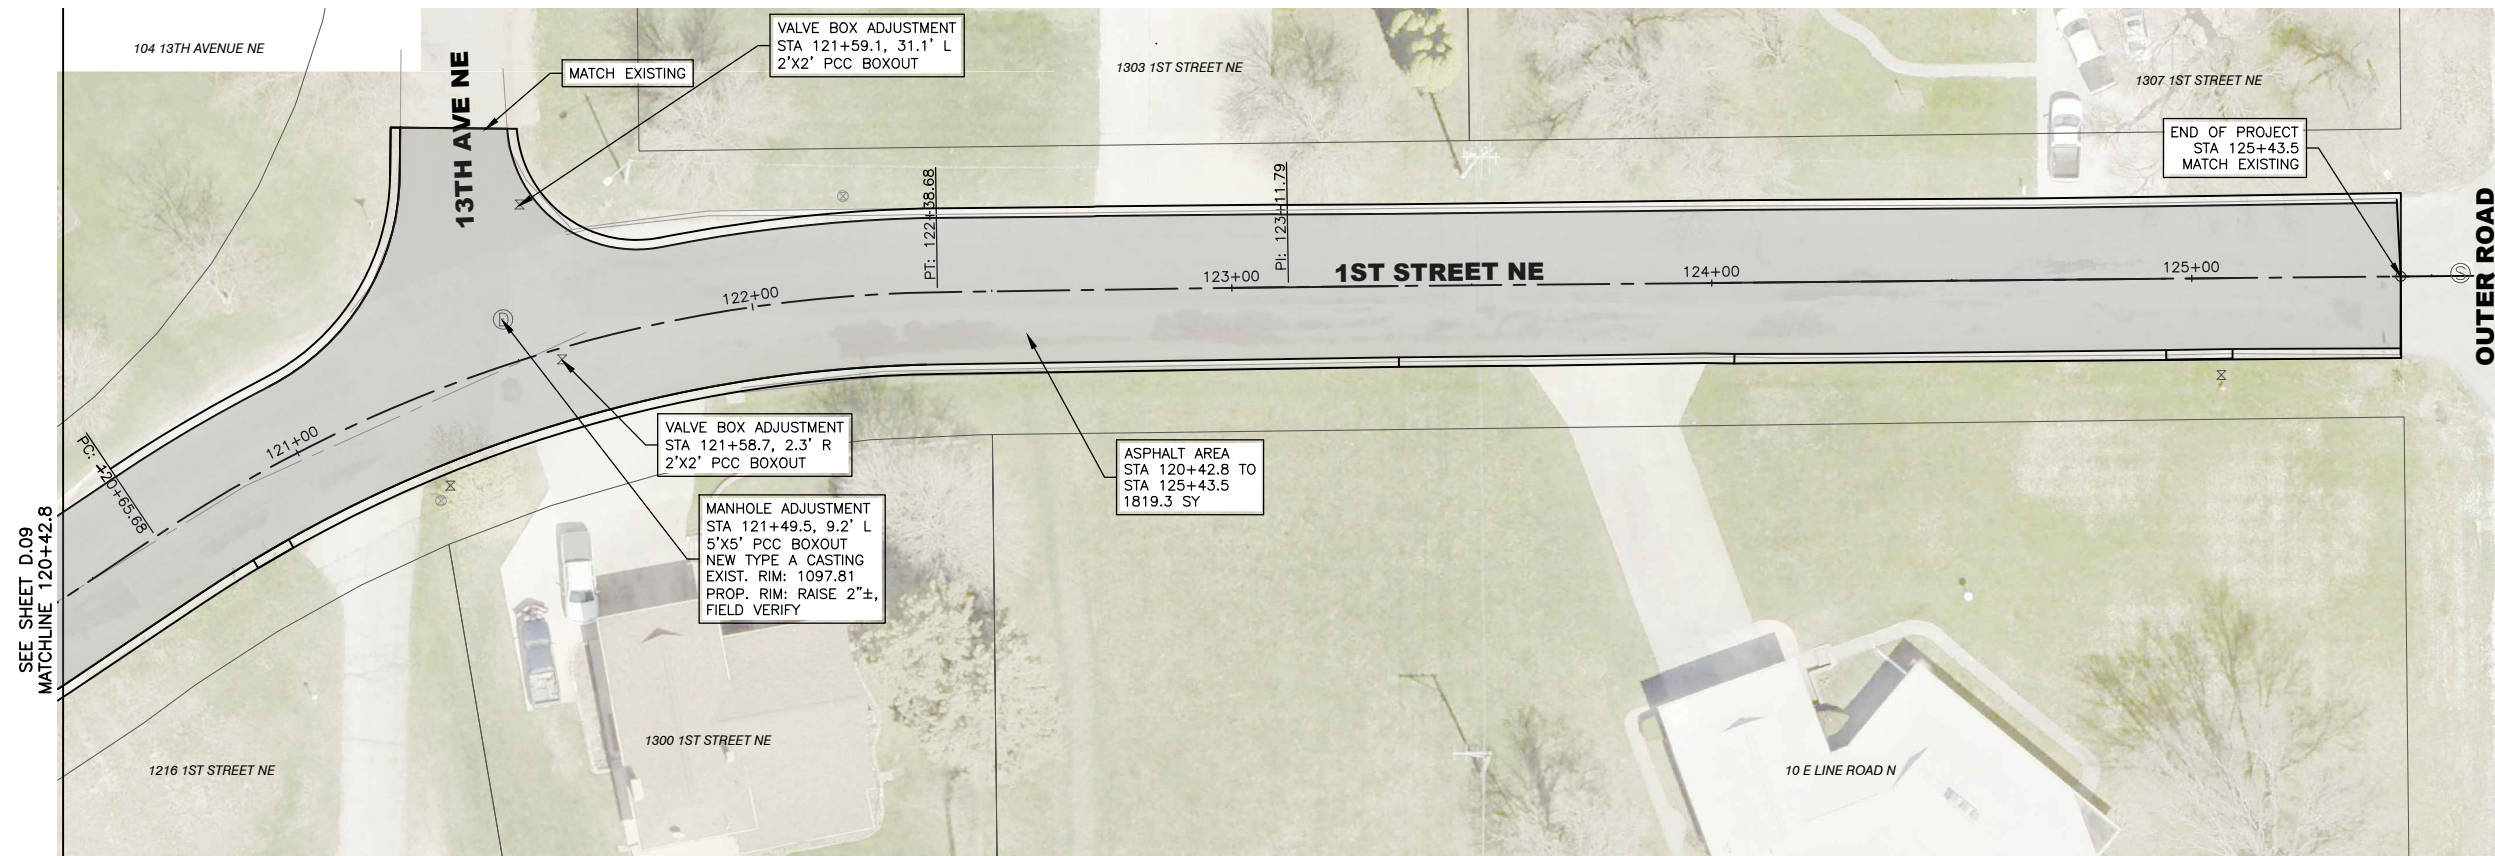 104 13TH AVENUE NE
13TH AVE NE
MATCH EXISTING
VALVE BOX ADJUSTMENT
STA 121+59.1, 31.1' L
2'X2' PCC BOXOUT
1303 1ST STREET NE
1307 1ST STREET NE
END OF PROJECT
STA 125+43.5
MATCH EXISTING
PT: 122+38.68
PI: 123+11.79
1ST STREET NE
OUTER ROAD
S
D
121+00
122+00
123+00
124+00
125+00
PC: 120+65.68
VALVE BOX ADJUSTMENT
STA 121+58.7, 2.3' R
2'X2' PCC BOXOUT
ASPHALT AREA
STA 120+42.8 TO
STA 125+43.5
1819.3 SY
MANHOLE ADJUSTMENT
STA 121+49.5, 9.2' L
5'X5' PCC BOXOUT
NEW TYPE A CASTING
EXIST. RIM: 1097.81
PROP. RIM: RAISE 2"±,
FIELD VERIFY
SEE SHEET D.09
MATCHLINE 120+42.8
1216 1ST STREET NE
1300 1ST STREET NE
10 E LINE ROAD N